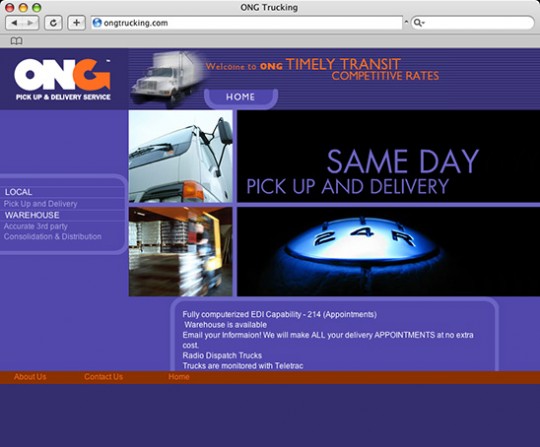 ONG Trucking
ongtrucking.com
Q-
ONG™
PICK UP & DELIVERY SERVICE
Welcome to ONG TIMELY TRANSIT
COMPETITIVE RATES
HOME
SAME DAY
PICK UP AND DELIVERY
LOCAL
Pick Up and Delivery
WAREHOUSE
Accurate 3rd party
Consolidation & Distribution
24 R
Fully computerized EDI Capability - 214 (Appointments)
Warehouse is available
Email your Informaion! We will make ALL your delivery APPOINTMENTS at no extra
cost.
Radio Dispatch Trucks
Trucks are monitored with Teletrac
About Us Contact Us Home